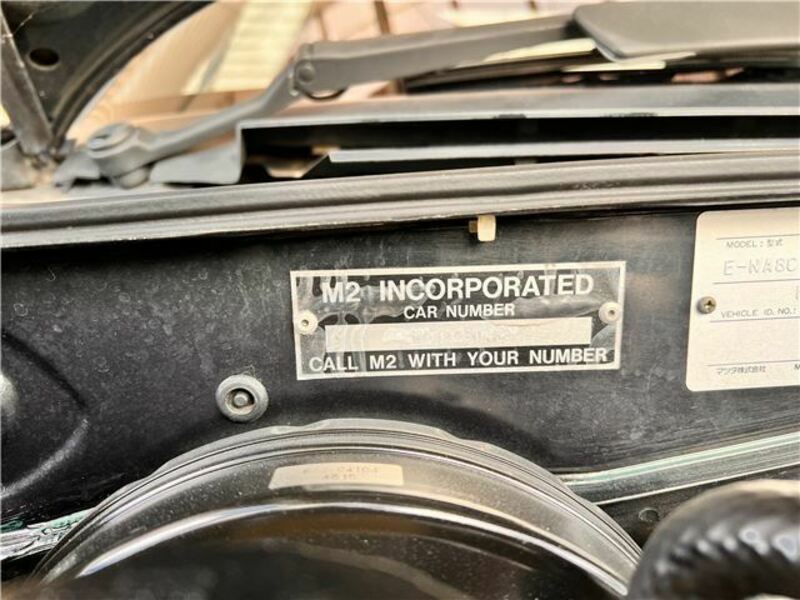 M2 INCORPORATED
CAR NUMBER
CALL M2 WITH YOUR NUMBER
MODEL : 型式
E-NA8C
VEHICLE ID. NO.:
マツダ株式会社